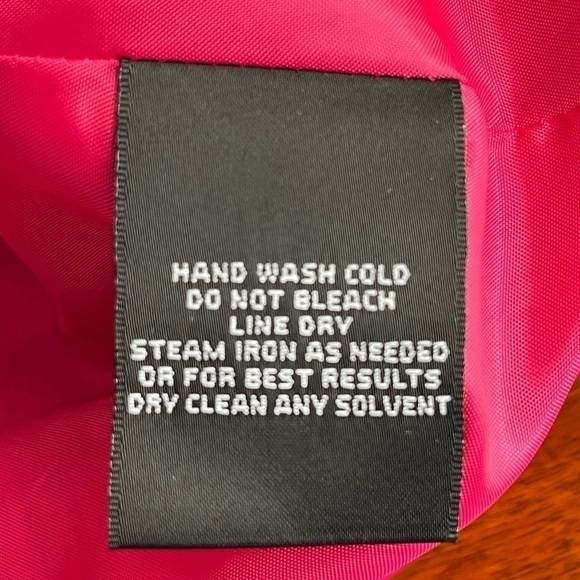 HAND WASH COLD
DO NOT BLEACH
LINE DRY
STEAM IRON AS NEEDED
OR FOR BEST RESULTS
DRY CLEAN ANY SOLVENT